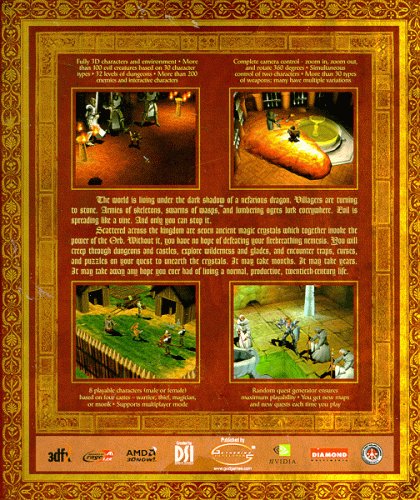 Fully 3D characters and environment • More
than 100 evil creatures based on 30 character
types • 32 levels of dungeons • More than 200
enemies and interactive characters
Complete camera control - zoom in, zoom out,
and rotate 360 degrees • Simultaneous
control of two characters • More than 30 types
of weapons; many have multiple variations
The world is living under the dark shadow of a nefarious dragon. Villagers are turning
to stone. Armies of skeletons, swarms of wasps, and lumbering ogres lurk everywhere. Evil is
spreading like a vine. And only you can stop it.
Scattered across the kingdom are seven ancient magic crystals which together invoke the
power of the Orb. Without it, you have no hope of defeating your firebreathing nemesis. You will
creep through dungeons and castles, explore wilderness and glades, and encounter traps, curses,
and puzzles on your quest to unearth the crystals. It may take months. It may take years.
It may take away any hope you ever had of living a normal, productive, twentieth-century life.
8 playable characters (male or female)
based on four castes - warrior, thief, magician,
or monk • Supports multiplayer mode
Random quest generator ensures
maximum playability • You get new maps
and new quests each time you play
3dfx
AMD
3DNOW!
Created by
DSI
Published by
Gathering
www.godgames.com
nVIDIA
DIAMOND
MULTIMEDIA